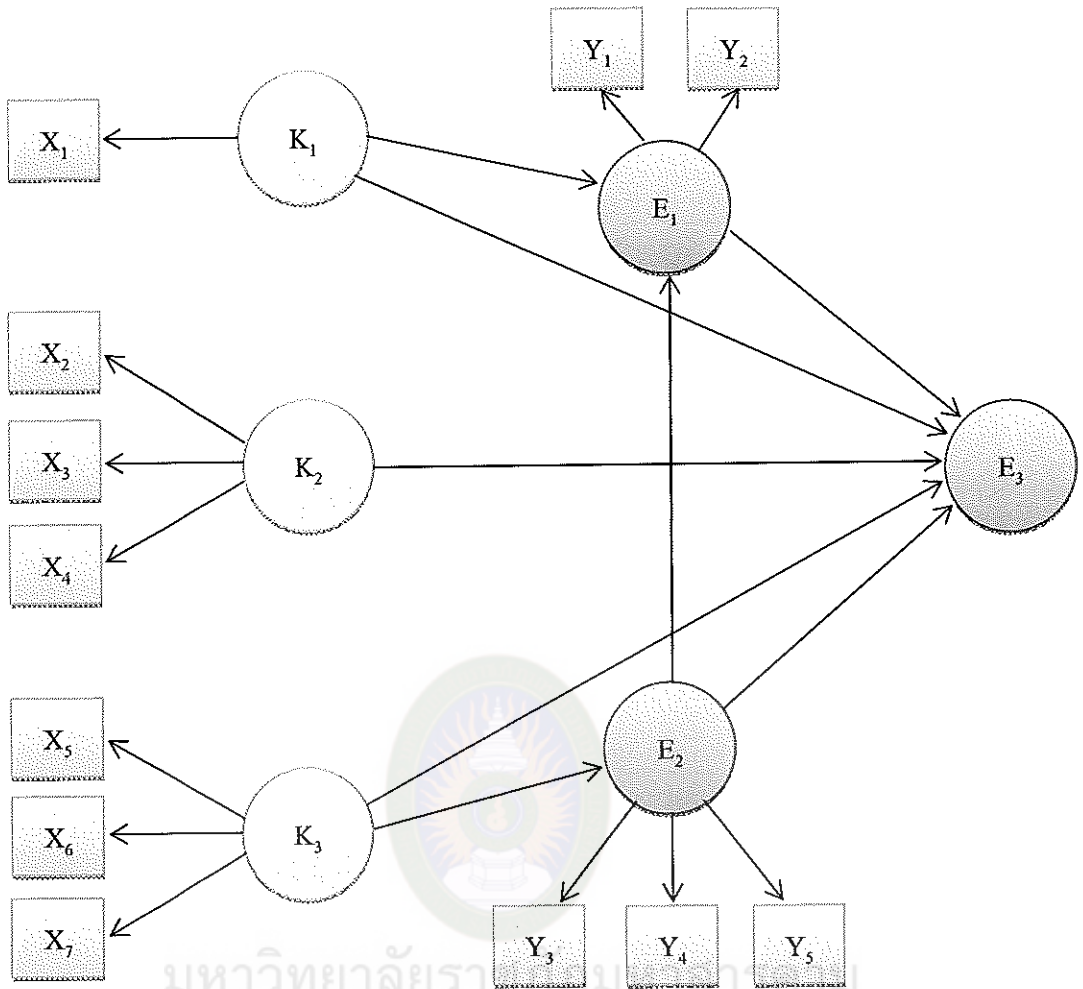 Y₁ Y₂
X₁ K₁
E₁
X₂
X₃ K₂ E₃
X₄
X₅ E₂
X₆ K₃
X₇ Y₃ Y₄ Y₅